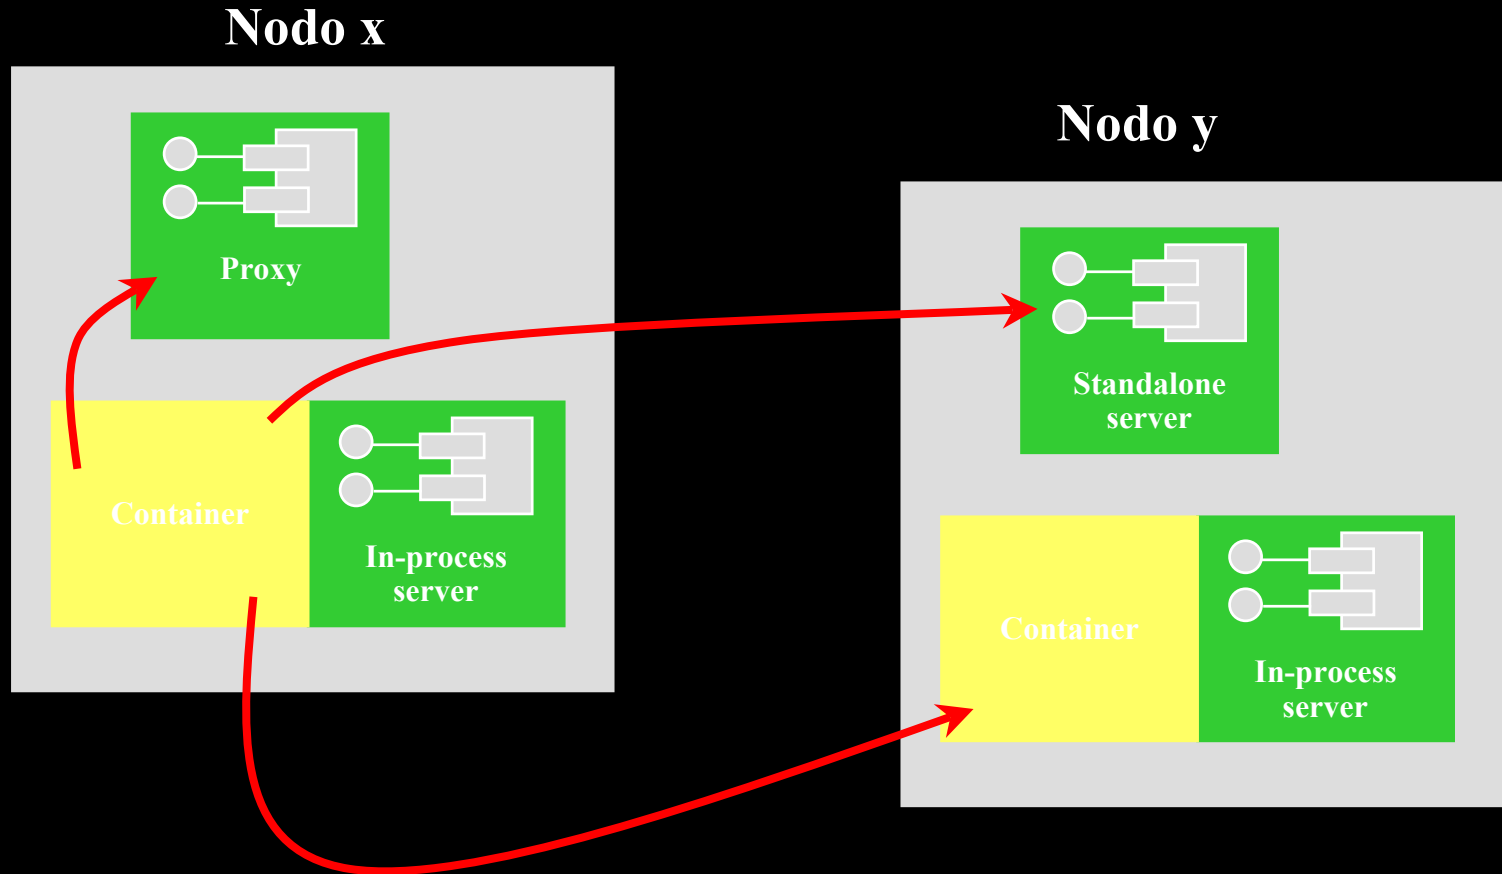 Nodo x
Proxy
Container
In-process
server
Nodo y
Standalone
server
Container
In-process
server